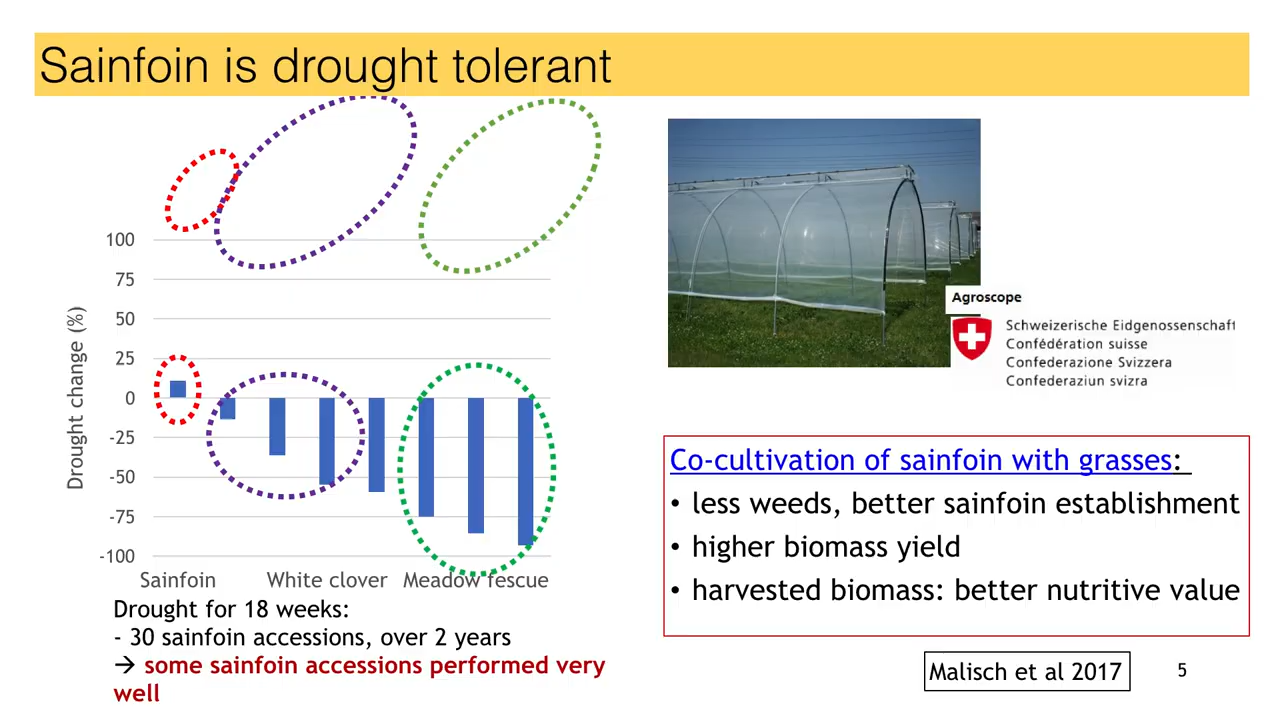 Sainfoin is drought tolerant
Drought change (%)
100
75
50
25
0
-25
-50
-75
-100
Sainfoin White clover Meadow fescue
Drought for 18 weeks:
- 30 sainfoin accessions, over 2 years
→ some sainfoin accessions performed very
well
Agroscope
Schweizerische Eidgenossenschaft
Confédération suisse
Confederazione Svizzera
Confederaziun svizra
Co-cultivation of sainfoin with grasses:
• less weeds, better sainfoin establishment
• higher biomass yield
• harvested biomass: better nutritive value
Malisch et al 2017
5